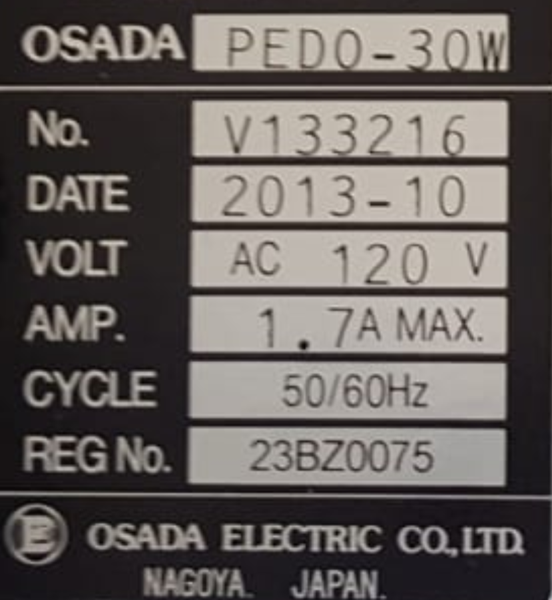 OSADA PEDO-30W
No. V133216
DATE 2013-10
VOLT AC 120 V
AMP. 1.7A MAX.
CYCLE 50/60Hz
REG No. 23BZ0075
E OSADA ELECTRIC CO., LTD.
NAGOYA. JAPAN.